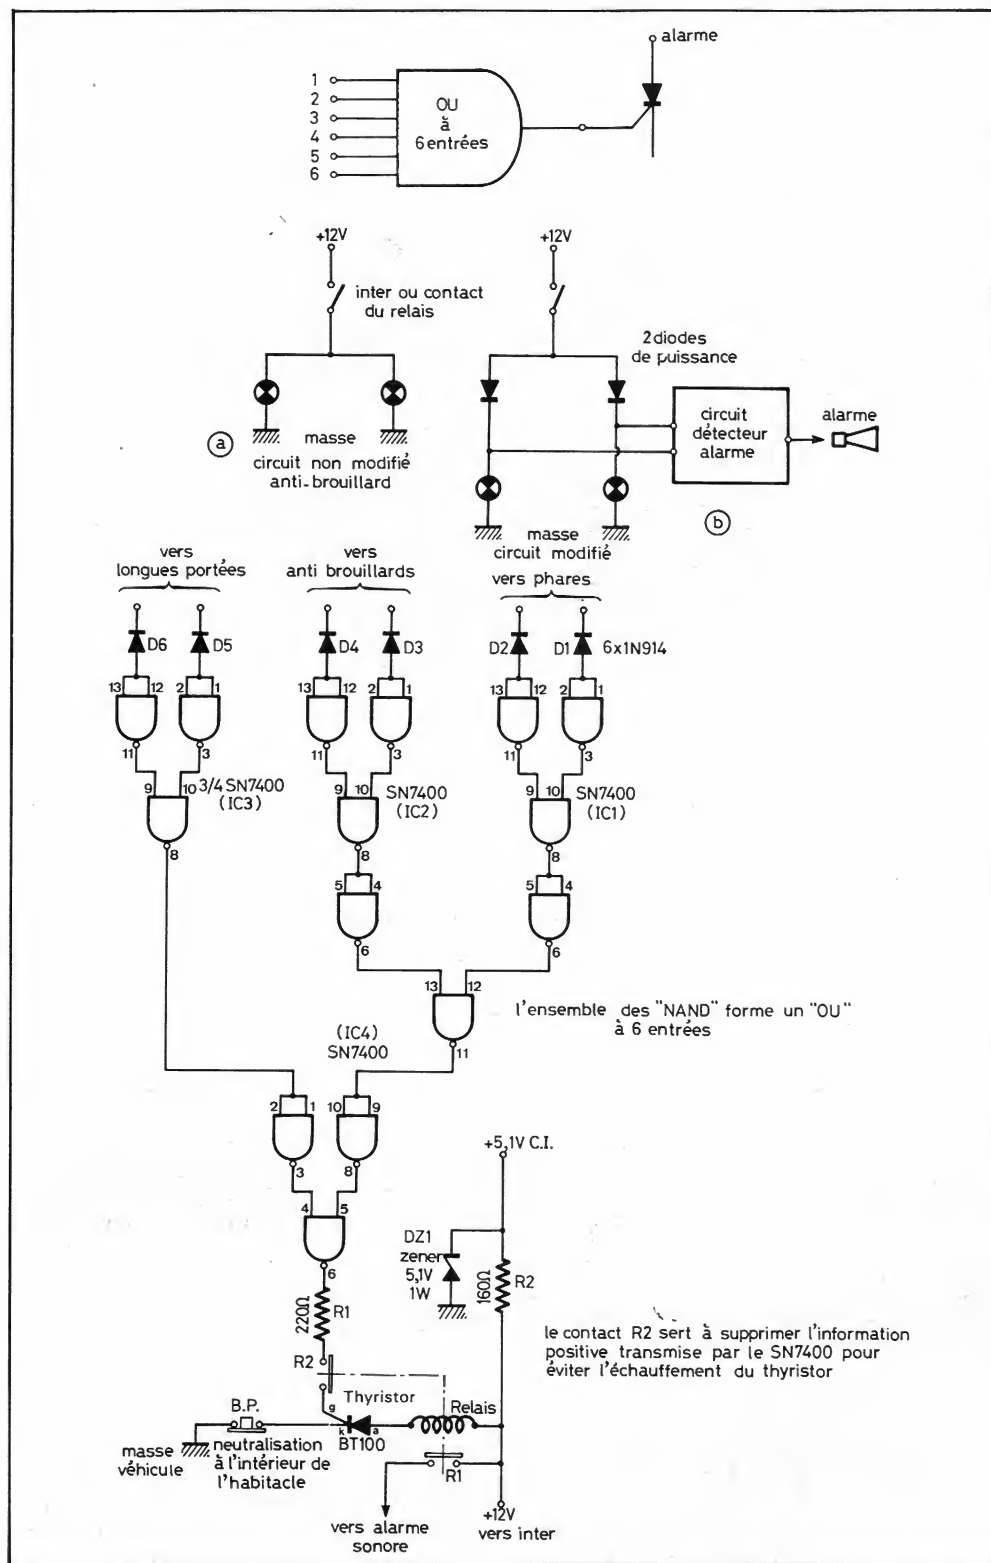 alarme
1
2
3
4
5
6
OU
à
6 entrées
+12V
inter ou contact
du relais
a
masse
circuit non modifié
anti-brouillard
+12V
2 diodes
de puissance
circuit
détecteur
alarme
alarme
b
masse
circuit modifié
vers
longues portées
vers
anti brouillards
vers phares
D6
D5
D4
D3
D2
D1
6x1N914
13
12
2
1
13
12
2
1
13
12
2
1
11
3
11
3
11
3
9
10
3/4 SN7400
(IC3)
9
10
SN7400
(IC2)
9
10
SN7400
(IC1)
8
8
8
5
4
5
4
6
6
13
12
l'ensemble des "NAND" forme un "OU"
à 6 entrées
(IC4)
SN7400
11
2
1
10
9
3
8
4
5
6
+5,1V C.I.
DZ1
zener
5,1V
1W
160Ω
R2
220Ω
R1
le contact R2 sert à supprimer l'information
positive transmise par le SN7400 pour
éviter l'échauffement du thyristor
R2
g
Thyristor
Relais
B.P.
k
a
BT100
masse
véhicule
neutralisation
à l'intérieur de
l'habitacle
R1
vers alarme
sonore
+12V
vers inter